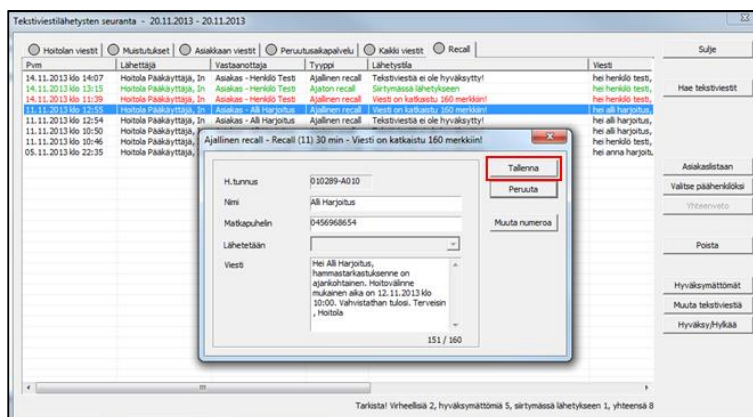 Tekstiviestilähetysten seuranta - 20.11.2013 - 20.11.2013
Hoitolan viestit Muistutukset Asiakkaan viestit Peruutusaikapalvelu Kaikki viestit Recall
Pvm Lähettäjä Vastaanottaja Tyyppi Lähetystila Viesti
14.11.2013 klo 14:07 Hoitola Pääkäyttäjä, In Asiakas - Henklö Testi Ajallinen recall Tekstiviestiä ei ole hyväksytty! hei henklö testi,
14.11.2013 klo 13:15 Hoitola Pääkäyttäjä, In Asiakas - Henklö Testi Ajaton recall Siirtymässä lähetykseen hei henklö testi,
14.11.2013 klo 11:39 Hoitola Pääkäyttäjä, In Asiakas - Henklö Testi Ajallinen recall Viesti on katkaistu 160 merkkiin! hei henklö testi,
11.11.2013 klo 12:55 Hoitola Pääkäyttäjä, In Asiakas - Alli Harjoitus Ajallinen recall Viesti on katkaistu 160 merkkiin! hei alli harjoitus,
11.11.2013 klo 12:54 Hoitola Pääkäyttäjä, In Asiakas - Alli Harjoitus Ajallinen recall Tekstiviestiä ei ole hyväksytty! hei alli harjoitus,
11.11.2013 klo 10:50 Hoitola Pääkäyttäjä, hei alli harjoitus,
11.11.2013 klo 10:46 Hoitola Pääkäyttäjä, hei henklö testi,
05.11.2013 klo 22:35 Hoitola Pääkäyttäjä, hei anna harjoitu
Ajallinen recall - Recall (11) 30 min - Viesti on katkaistu 160 merkkiin!
H.tunnus 010289-A010
Nimi Alli Harjoitus
Matkapuhelin 0456968654
Lähetetään
Viesti Hei Alli Harjoitus,
hammastarkastuksenne on
ajankohtainen. Hoitovälinne
mukainen aika on 12.11.2013 klo
10:00. Vahvistathan tulosi. Terveisin
, Hoitola
151 / 160
Tallenna
Peruuta
Muuta numeroa
Sulje
Hae tekstiviestit
Asiakaslistaan
Valitse päähenkilöksi
Yhteenveto
Poista
Hyväksymättömät
Muuta tekstiviestiä
Hyväksy/Hylkää
Tarkista! Virheellisiä 2, hyväksymättömiä 5, siirtymässä lähetykseen 1, yhteensä 8